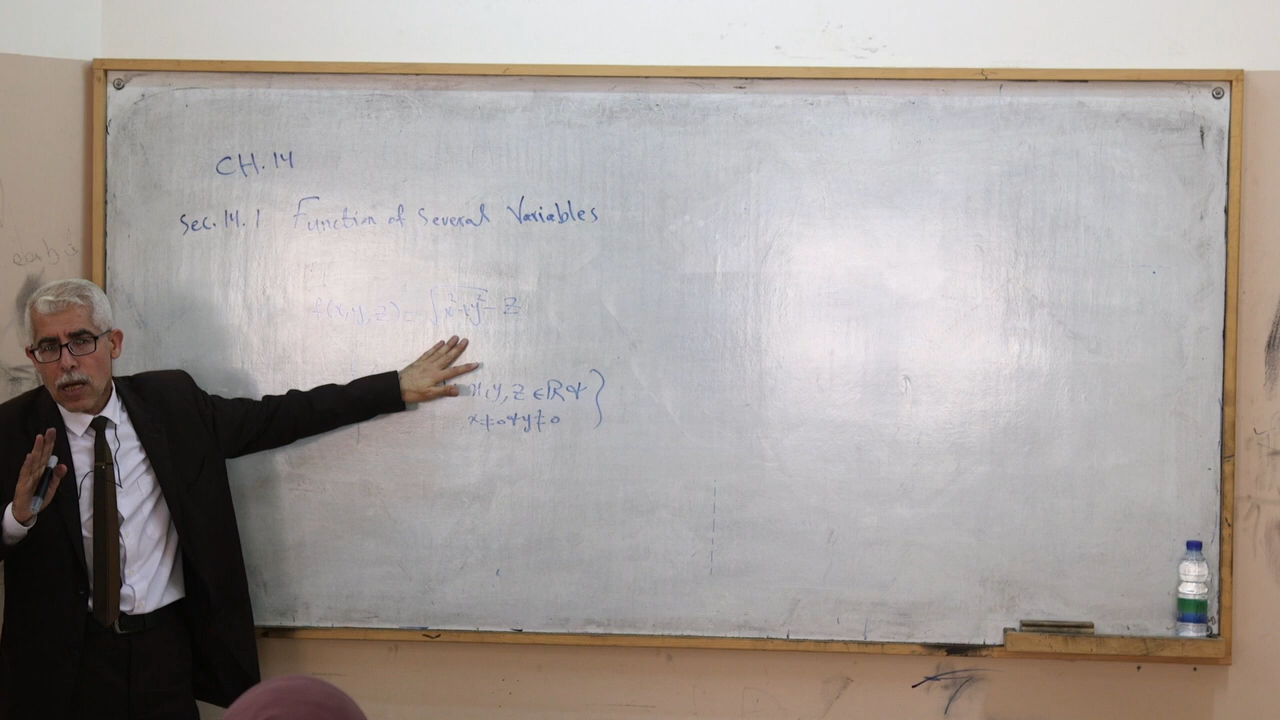 CH.14
Sec. 14.1 Function of Several Variables
f(x,y,z) = √x²+y² - z
x,y,z ∈ ℝ &
x≠0 & y≠0 }